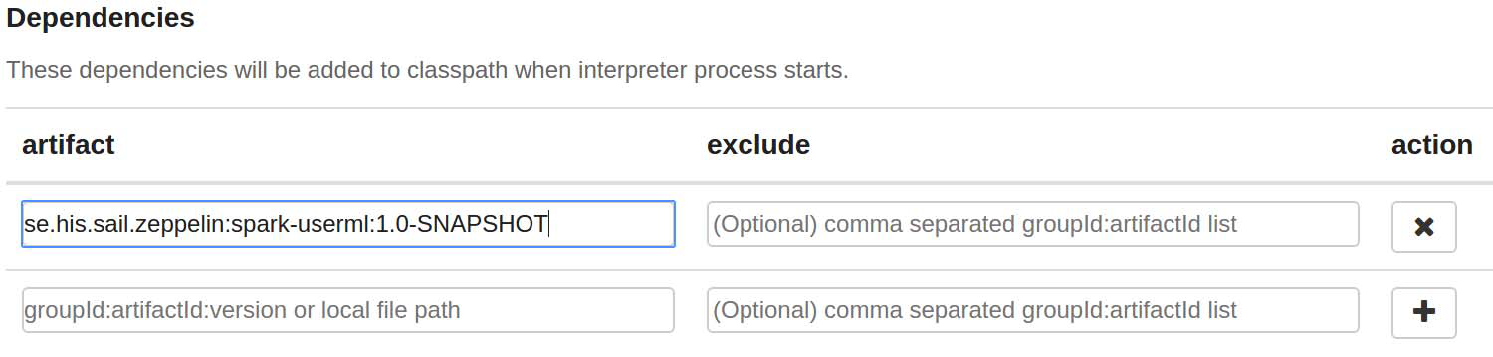 Dependencies
These dependencies will be added to classpath when interpreter process starts.
artifact exclude action
se.his.sail.zeppelin:spark-userml:1.0-SNAPSHOT (Optional) comma separated groupId:artifactId list
groupId:artifactId:version or local file path (Optional) comma separated groupId:artifactId list